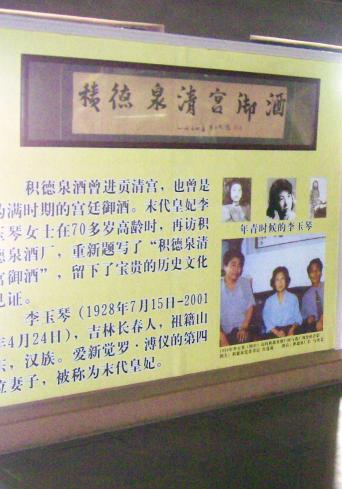 積德泉清宫御酒
积德泉酒曾进贡清宫，也曾是
伪满时期的宫廷御酒。末代皇妃李
玉琴女士在70多岁高龄时，再访积
德泉酒厂，重新题写了“积德泉清
宫御酒”，留下了宝贵的历史文化
见证。
李玉琴（1928年7月15日-2001
年4月24日），吉林长春人，祖籍山
东，汉族。爱新觉罗·溥仪的第四
位妻子，被称为末代皇妃。
年青时候的李玉琴